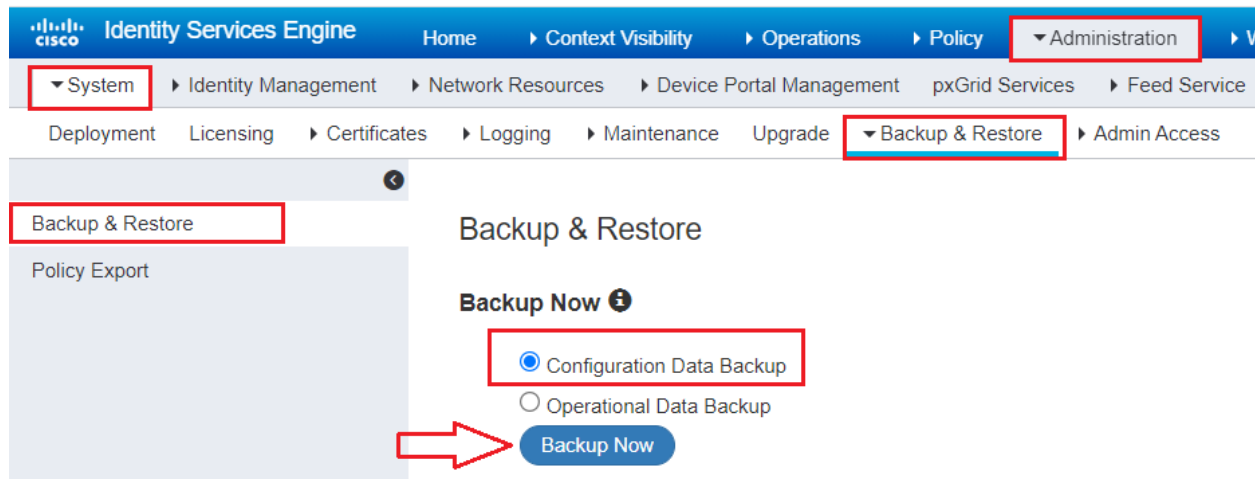 cisco Identity Services Engine Home Context Visibility Operations Policy Administration
System Identity Management Network Resources Device Portal Management pxGrid Services Feed Service
Deployment Licensing Certificates Logging Maintenance Upgrade Backup & Restore Admin Access
Backup & Restore
Policy Export
Backup & Restore
Backup Now
Configuration Data Backup
Operational Data Backup
Backup Now